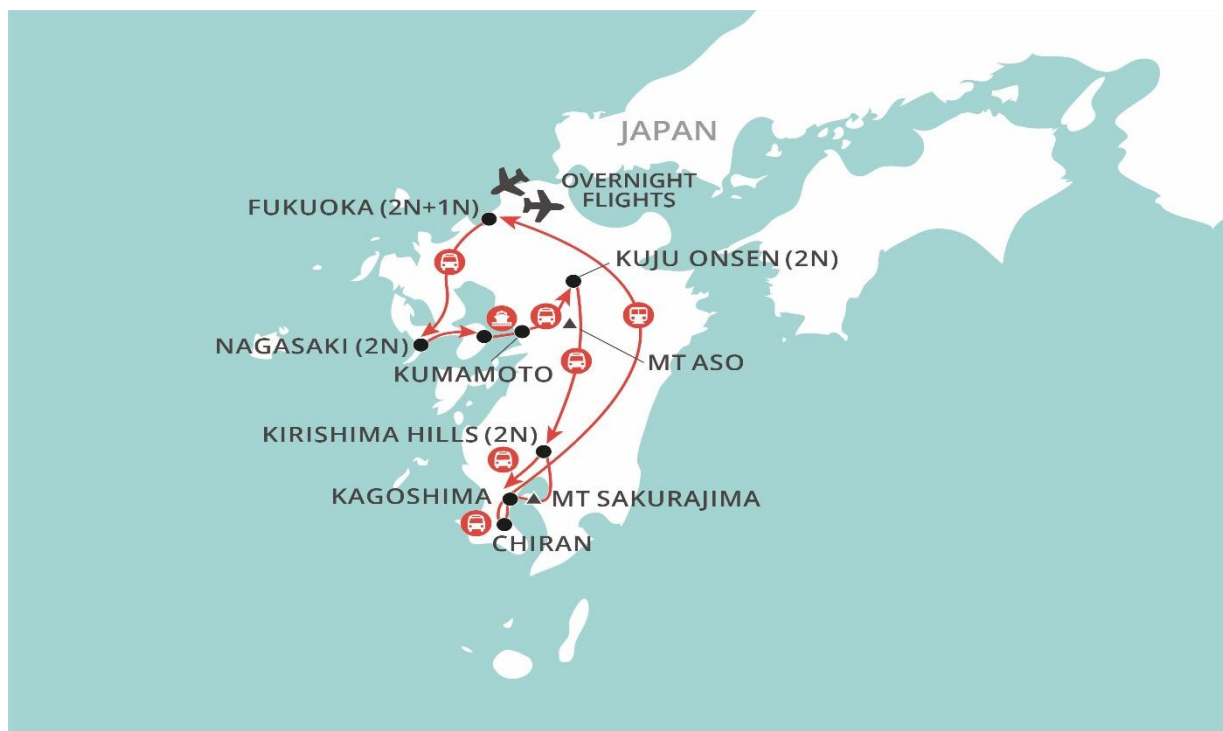 JAPAN
OVERNIGHT
FLIGHTS
FUKUOKA (2N+1N)
KUJU ONSEN (2N)
NAGASAKI (2N)
KUMAMOTO
MT ASO
KIRISHIMA HILLS (2N)
KAGOSHIMA
MT SAKURAJIMA
CHIRAN